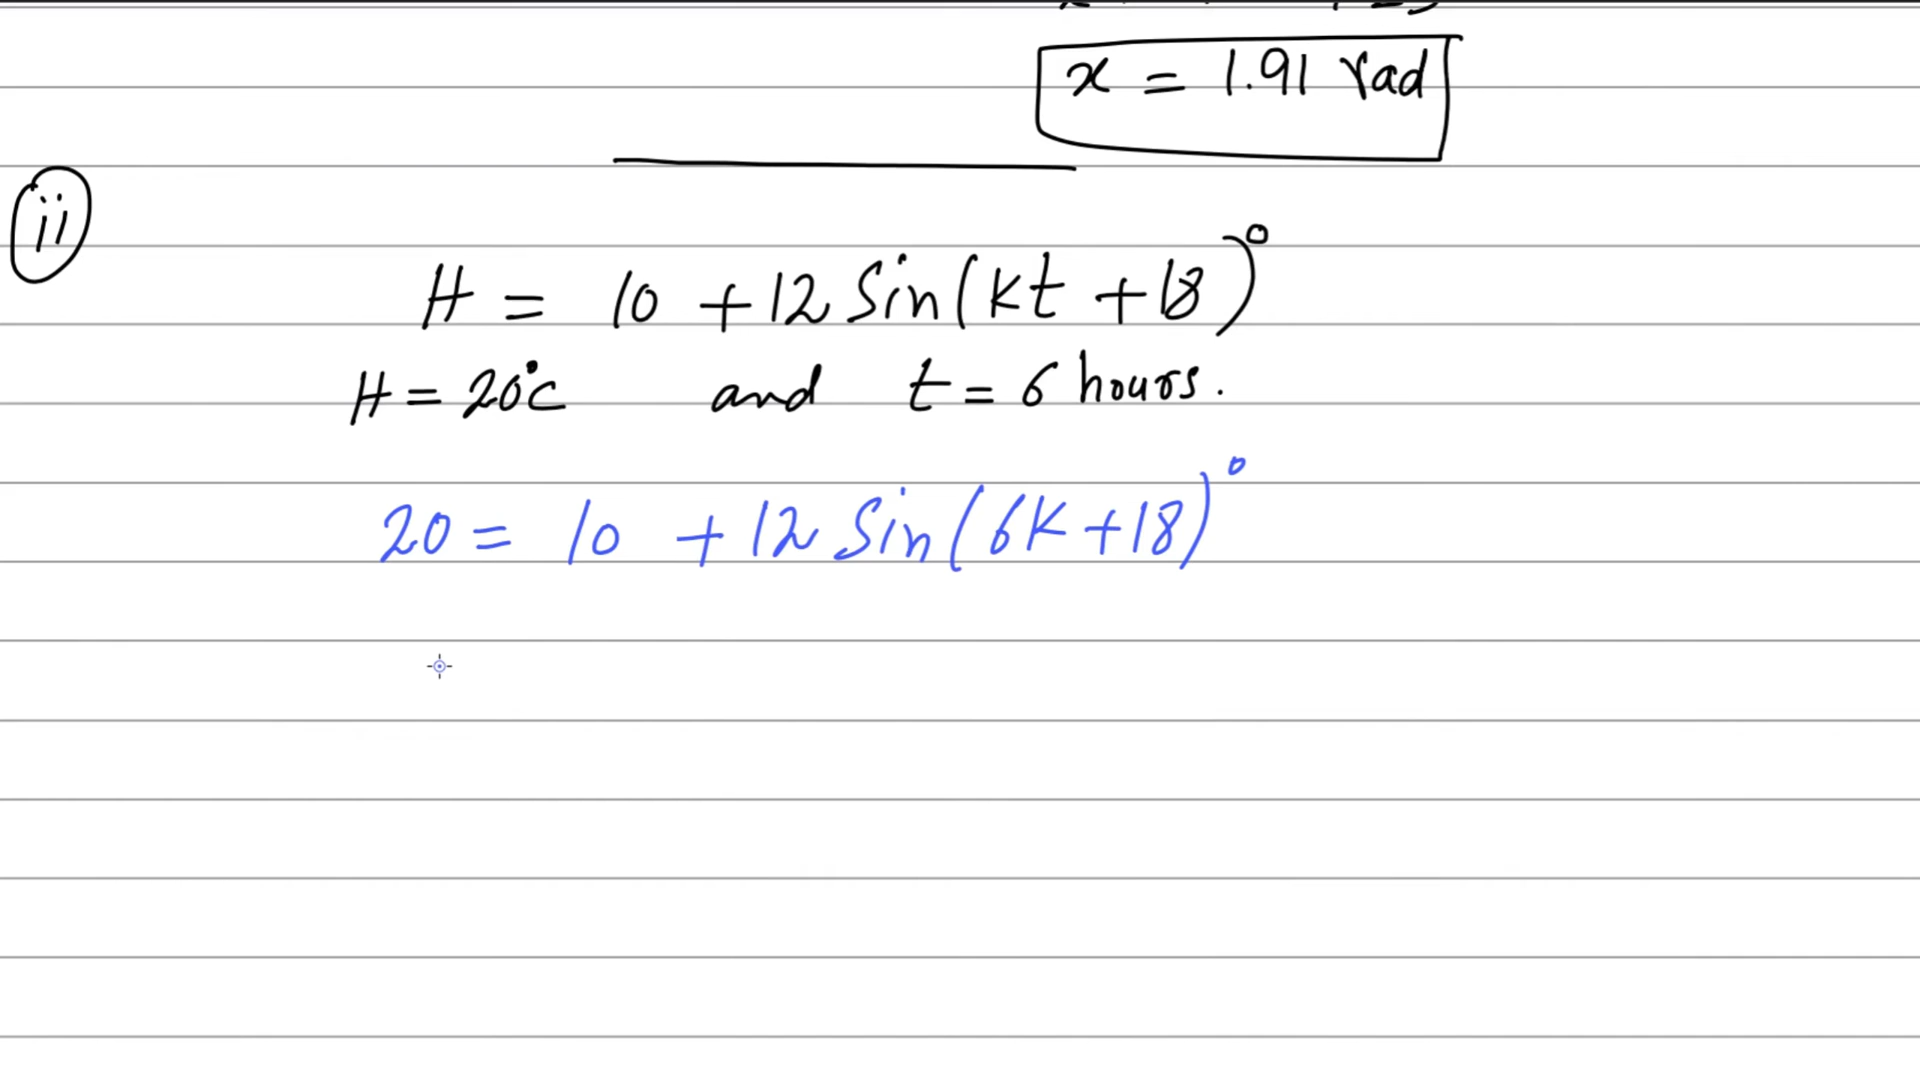 x = 1.91 rad
ii
H = 10 + 12 Sin(kt + 18)°
H = 20°c and t = 6 hours.
20 = 10 + 12 Sin(6k + 18)°